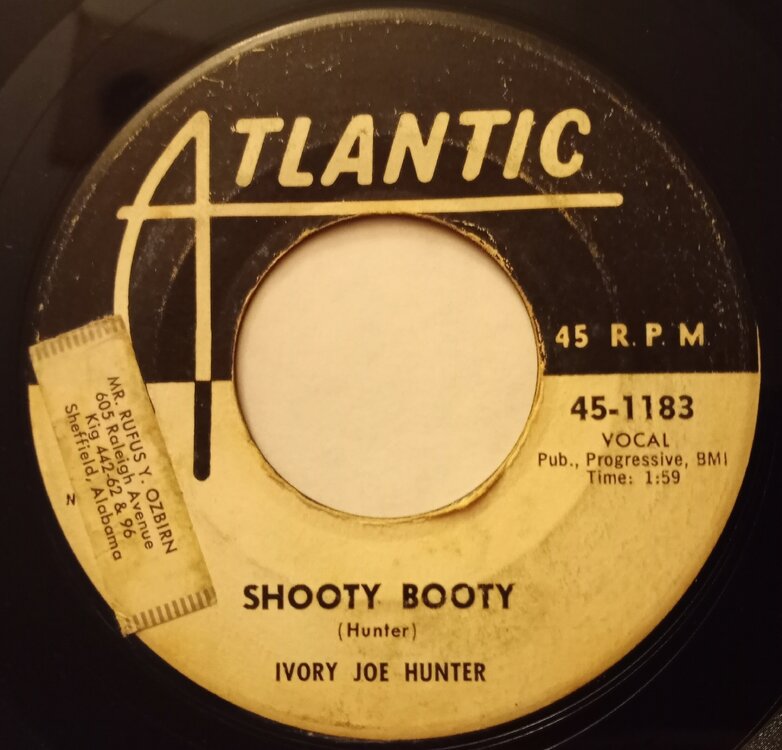 ATLANTIC
45 R.P.M.
45-1183
VOCAL
Pub., Progressive, BMI
Time: 1:59
MR. RUFUS Y. OZBIRN
605 Raleigh Avenue
Kig 442-62 & 96
Sheffield, Alabama
N
SHOOTY BOOTY
(Hunter)
IVORY JOE HUNTER